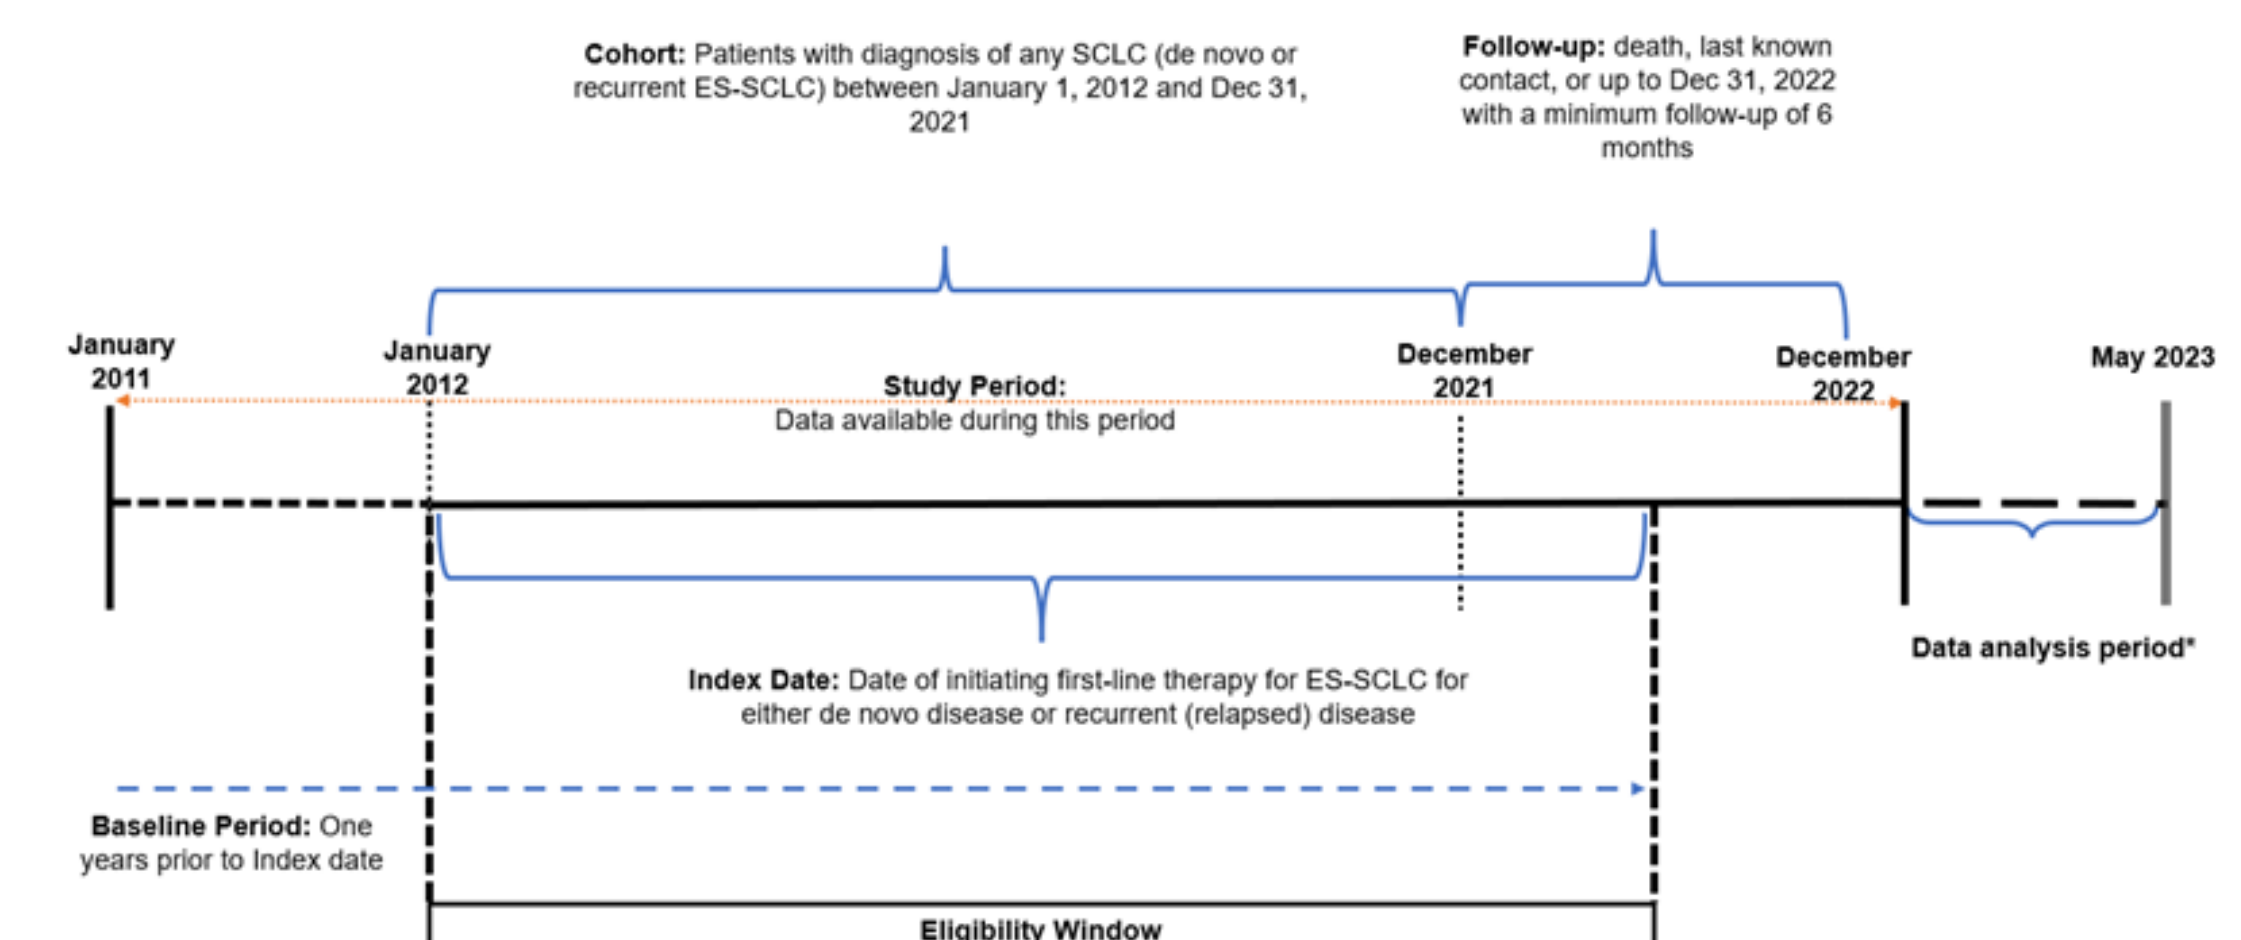 Cohort: Patients with diagnosis of any SCLC (de novo or
recurrent ES-SCLC) between January 1, 2012 and Dec 31,
2021
Follow-up: death, last known
contact, or up to Dec 31, 2022
with a minimum follow-up of 6
months
January
2011
January
2012
December
2021
December
2022
May 2023
Study Period:
Data available during this period
Index Date: Date of initiating first-line therapy for ES-SCLC for
either de novo disease or recurrent (relapsed) disease
Data analysis period*
Baseline Period: One
years prior to Index date
Eligibility Window